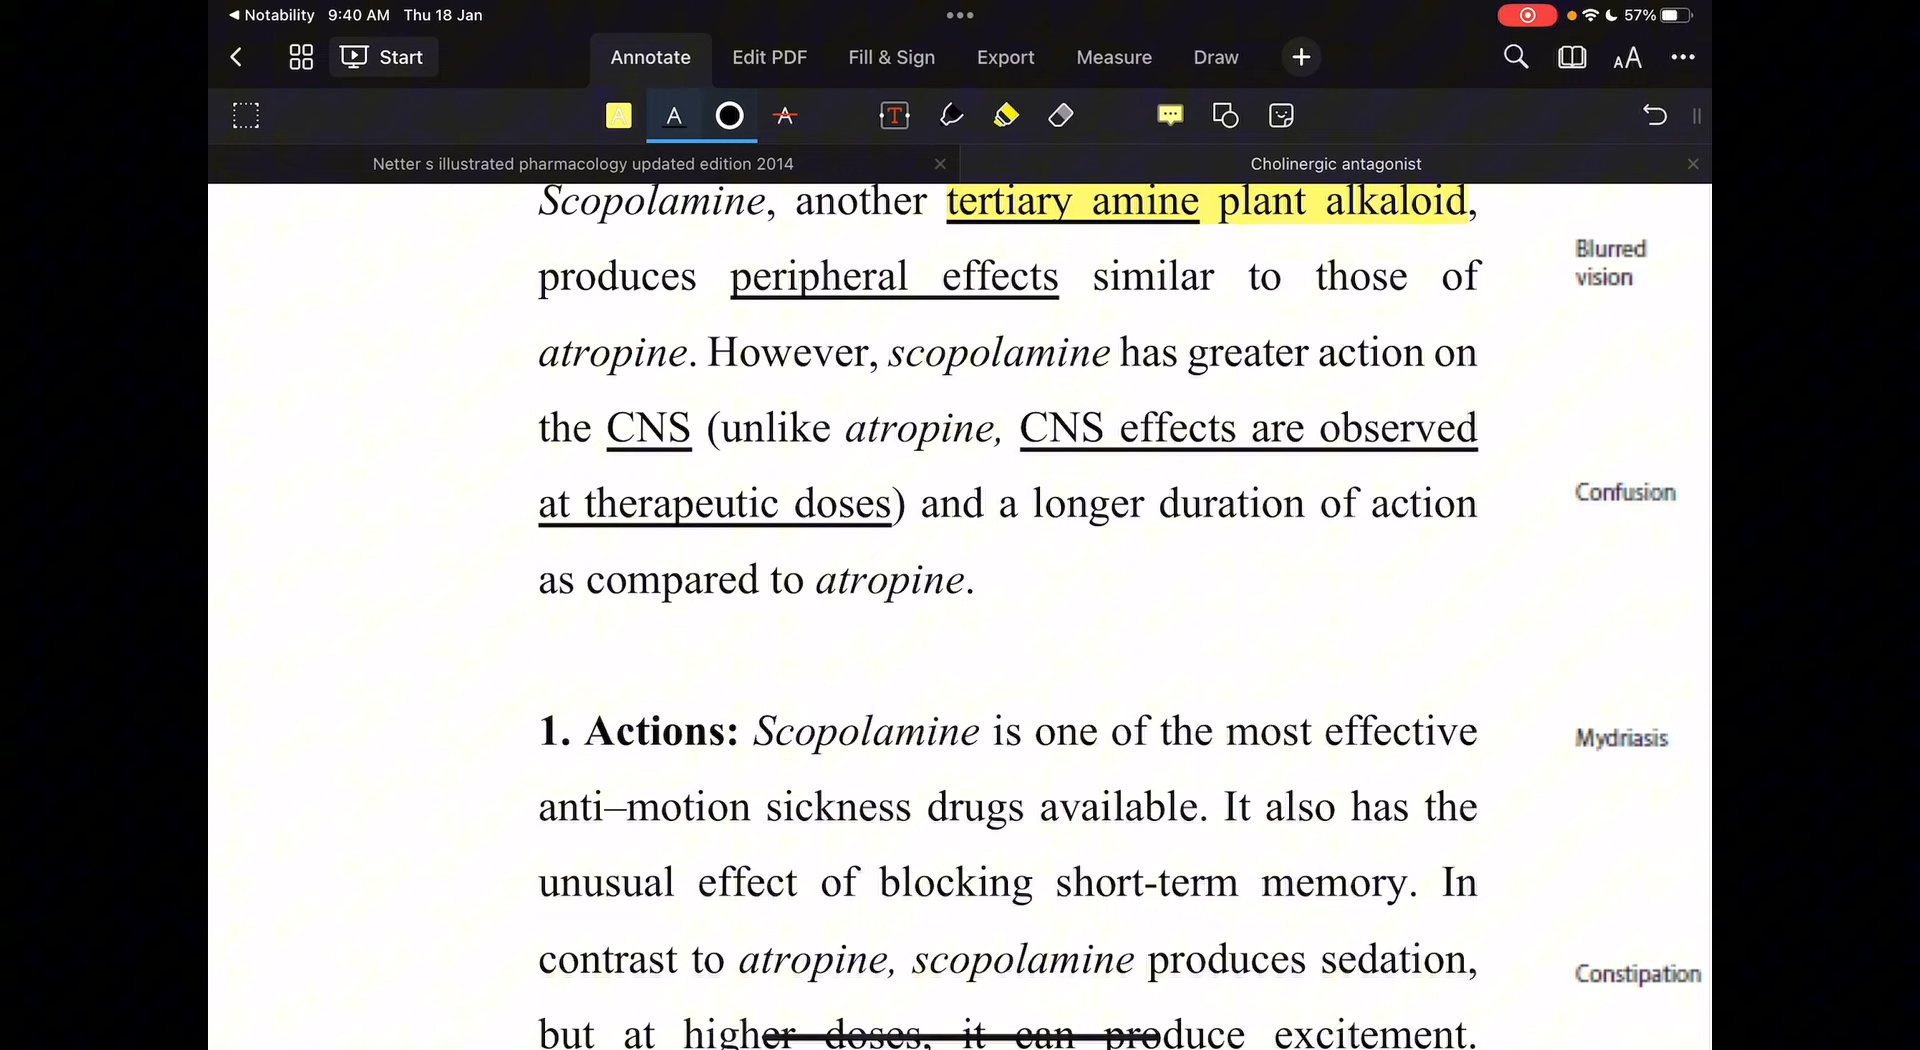 Notability 9:40 AM Thu 18 Jan
57%
Start
Annotate Edit PDF Fill & Sign Export Measure Draw
Netter s illustrated pharmacology updated edition 2014
Cholinergic antagonist
Scopolamine, another tertiary amine plant alkaloid,
produces peripheral effects similar to those of
atropine. However, scopolamine has greater action on
the CNS (unlike atropine, CNS effects are observed
at therapeutic doses) and a longer duration of action
as compared to atropine.
1. Actions: Scopolamine is one of the most effective
anti–motion sickness drugs available. It also has the
unusual effect of blocking short-term memory. In
contrast to atropine, scopolamine produces sedation,
but at higher doses, it can produce excitement.
Blurred
vision
Confusion
Mydriasis
Constipation